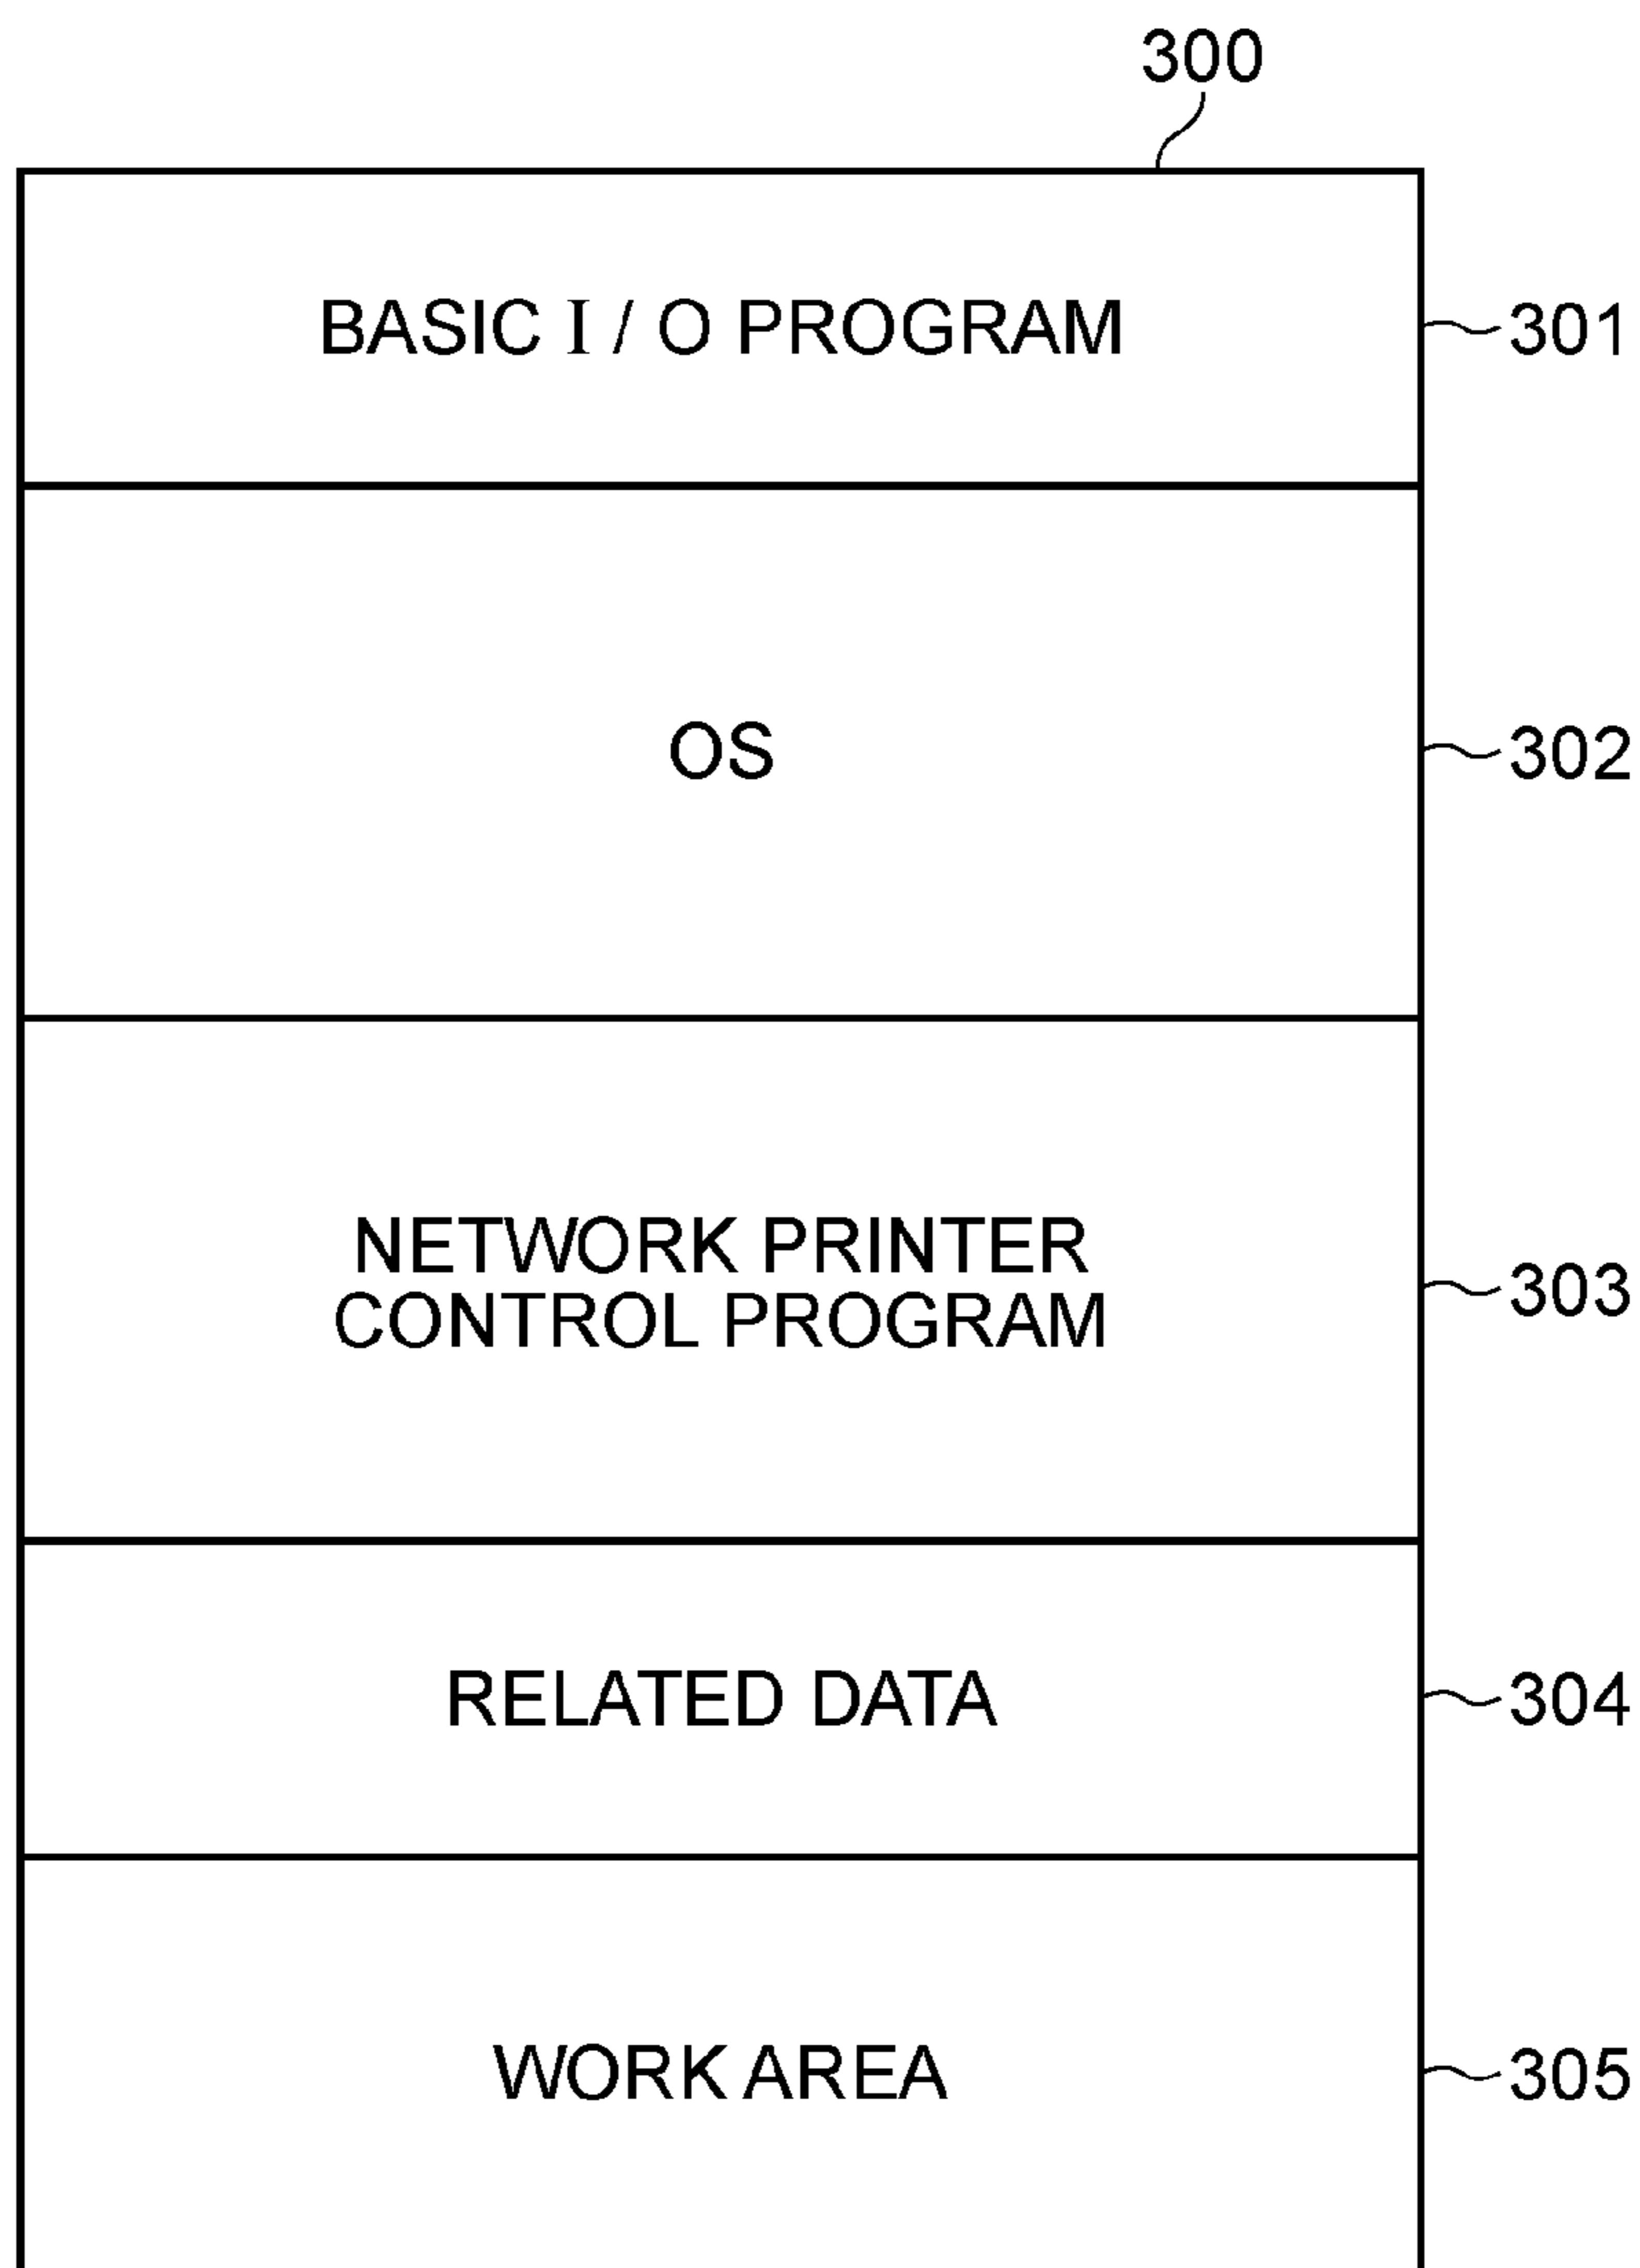 300
BASIC I / O PROGRAM
301
OS
302
NETWORK PRINTER
CONTROL PROGRAM
303
RELATED DATA
304
WORK AREA
305